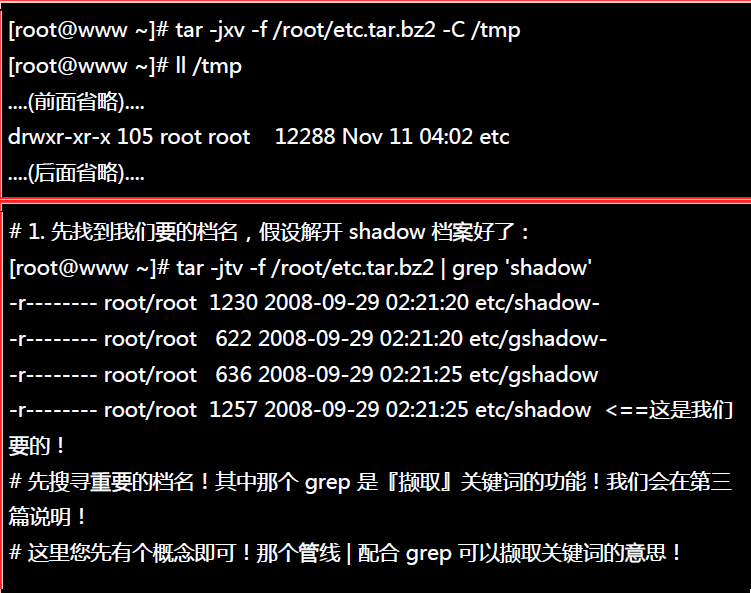 [root@www ~]# tar -jxv -f /root/etc.tar.bz2 -C /tmp
[root@www ~]# ll /tmp
....(前面省略)....
drwxr-xr-x 105 root root    12288 Nov 11 04:02 etc
....(后面省略)....
# 1. 先找到我们要的档名，假设解开 shadow 档案好了：
[root@www ~]# tar -jtv -f /root/etc.tar.bz2 | grep 'shadow'
-r-------- root/root  1230 2008-09-29 02:21:20 etc/shadow-
-r-------- root/root   622 2008-09-29 02:21:20 etc/gshadow-
-r-------- root/root   636 2008-09-29 02:21:25 etc/gshadow
-r-------- root/root  1257 2008-09-29 02:21:25 etc/shadow  <==这是我们
要的！
# 先搜寻重要的档名！其中那个 grep 是『撷取』关键词的功能！我们会在第三
篇说明！
# 这里您先有个概念即可！那个管线 | 配合 grep 可以撷取关键词的意思！